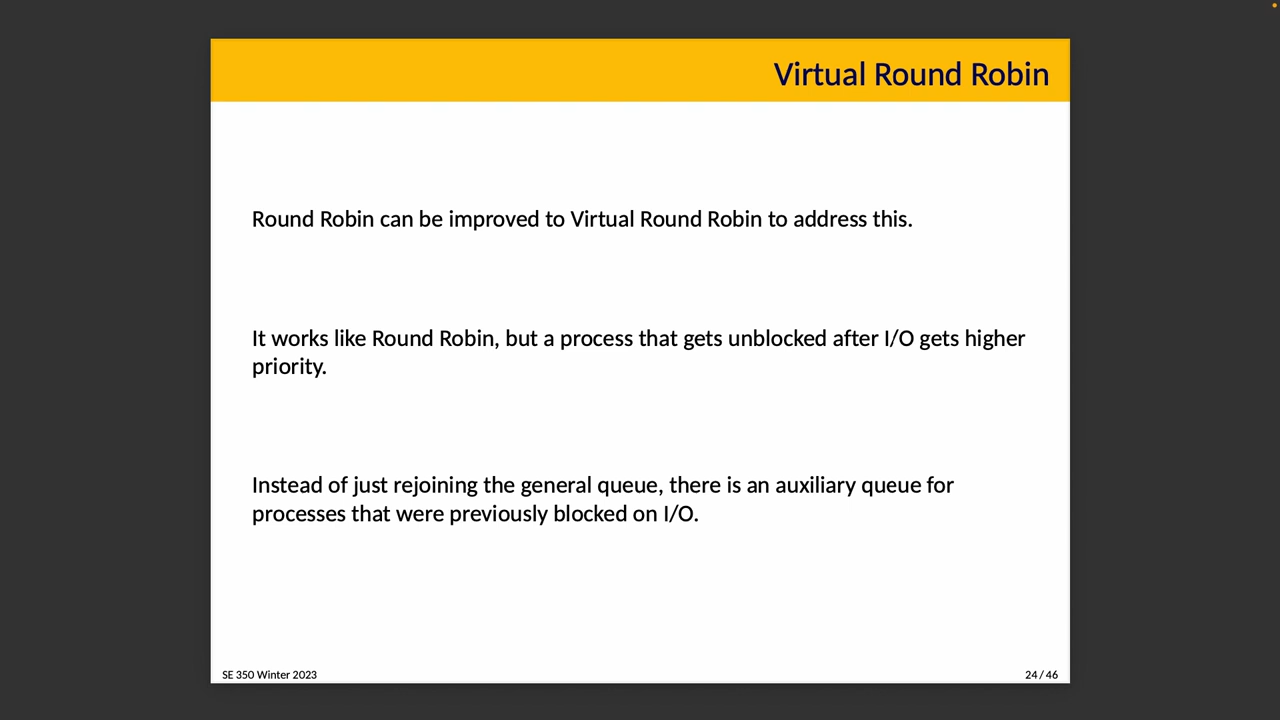 Virtual Round Robin
Round Robin can be improved to Virtual Round Robin to address this.
It works like Round Robin, but a process that gets unblocked after I/O gets higher
priority.
Instead of just rejoining the general queue, there is an auxiliary queue for
processes that were previously blocked on I/O.
SE 350 Winter 2023
24 / 46